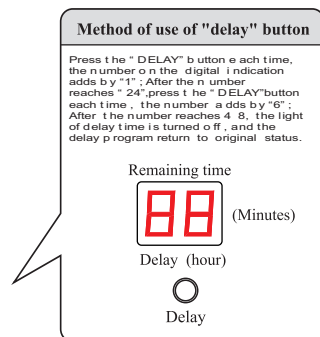 Method of use of "delay" button
Press the “ DELAY” button each time,
the number on the digital indication
adds by “1” ; After the number
reaches “ 24”,press the “DELAY”button
each time , the number adds by “6” ;
After the number reaches 48, the light
of delay time is turned off , and the
delay program return to original status.
Remaining time
88
(Minutes)
Delay (hour)
Delay